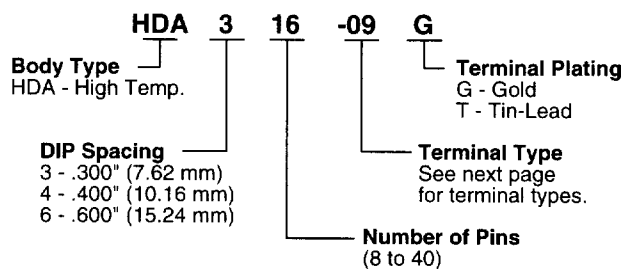 HDA 3 16 -09 G
Body Type
HDA - High Temp.
Terminal Plating
G - Gold
T - Tin-Lead
DIP Spacing
3 - .300" (7.62 mm)
4 - .400" (10.16 mm)
6 - .600" (15.24 mm)
Terminal Type
See next page
for terminal types.
Number of Pins
(8 to 40)